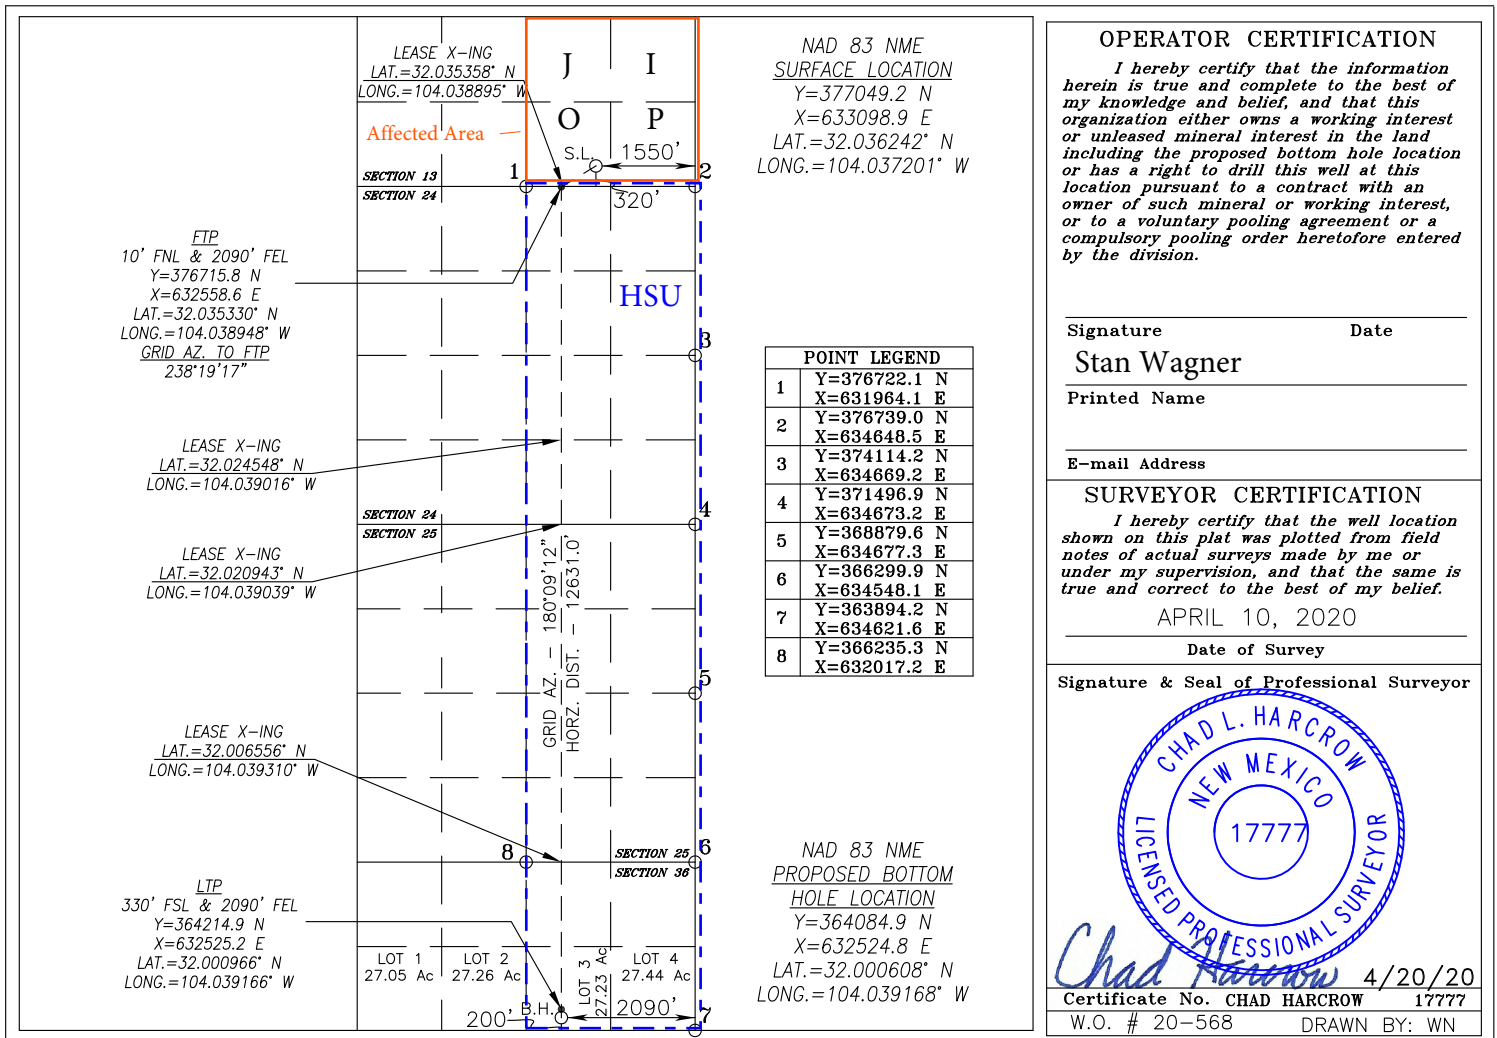 LEASE X-ING
LAT.=32.035358° N
LONG.=104.038895° W
Affected Area
J
I
O
P
S.L.
1550'
1
2
SECTION 13
SECTION 24
320'
FTP
10' FNL & 2090' FEL
Y=376715.8 N
X=632558.6 E
LAT.=32.035330° N
LONG.=104.038948° W
GRID AZ. TO FTP
238°19'17"
HSU
3
LEASE X-ING
LAT.=32.024548° N
LONG.=104.039016° W
SECTION 24
SECTION 25
4
LEASE X-ING
LAT.=32.020943° N
LONG.=104.039039° W
GRID AZ. - 180°09'12"
HORZ. DIST. - 12631.0'
5
LEASE X-ING
LAT.=32.006556° N
LONG.=104.039310° W
8
SECTION 25
SECTION 36
6
LTP
330' FSL & 2090' FEL
Y=364214.9 N
X=632525.2 E
LAT.=32.000966° N
LONG.=104.039166° W
LOT 1
27.05 Ac
LOT 2
27.26 Ac
LOT 3
27.23 Ac
LOT 4
27.44 Ac
200'
B.H.
2090'
7
NAD 83 NME
SURFACE LOCATION
Y=377049.2 N
X=633098.9 E
LAT.=32.036242° N
LONG.=104.037201° W
POINT LEGEND
1
Y=376722.1 N
X=631964.1 E
2
Y=376739.0 N
X=634648.5 E
3
Y=374114.2 N
X=634669.2 E
4
Y=371496.9 N
X=634673.2 E
5
Y=368879.6 N
X=634677.3 E
6
Y=366299.9 N
X=634548.1 E
7
Y=363894.2 N
X=634621.6 E
8
Y=366235.3 N
X=632017.2 E
NAD 83 NME
PROPOSED BOTTOM
HOLE LOCATION
Y=364084.9 N
X=632524.8 E
LAT.=32.000608° N
LONG.=104.039168° W
OPERATOR CERTIFICATION
I hereby certify that the information
herein is true and complete to the best of
my knowledge and belief, and that this
organization either owns a working interest
or unleased mineral interest in the land
including the proposed bottom hole location
or has a right to drill this well at this
location pursuant to a contract with an
owner of such mineral or working interest,
or to a voluntary pooling agreement or a
compulsory pooling order heretofore entered
by the division.
Signature Date
Stan Wagner
Printed Name
E-mail Address
SURVEYOR CERTIFICATION
I hereby certify that the well location
shown on this plat was plotted from field
notes of actual surveys made by me or
under my supervision, and that the same is
true and correct to the best of my belief.
APRIL 10, 2020
Date of Survey
Signature & Seal of Professional Surveyor
CHAD L. HARCROW
NEW MEXICO
17777
LICENSED PROFESSIONAL SURVEYOR
Chad Harcrow 4/20/20
Certificate No. CHAD HARCROW 17777
W.O. # 20-568 DRAWN BY: WN